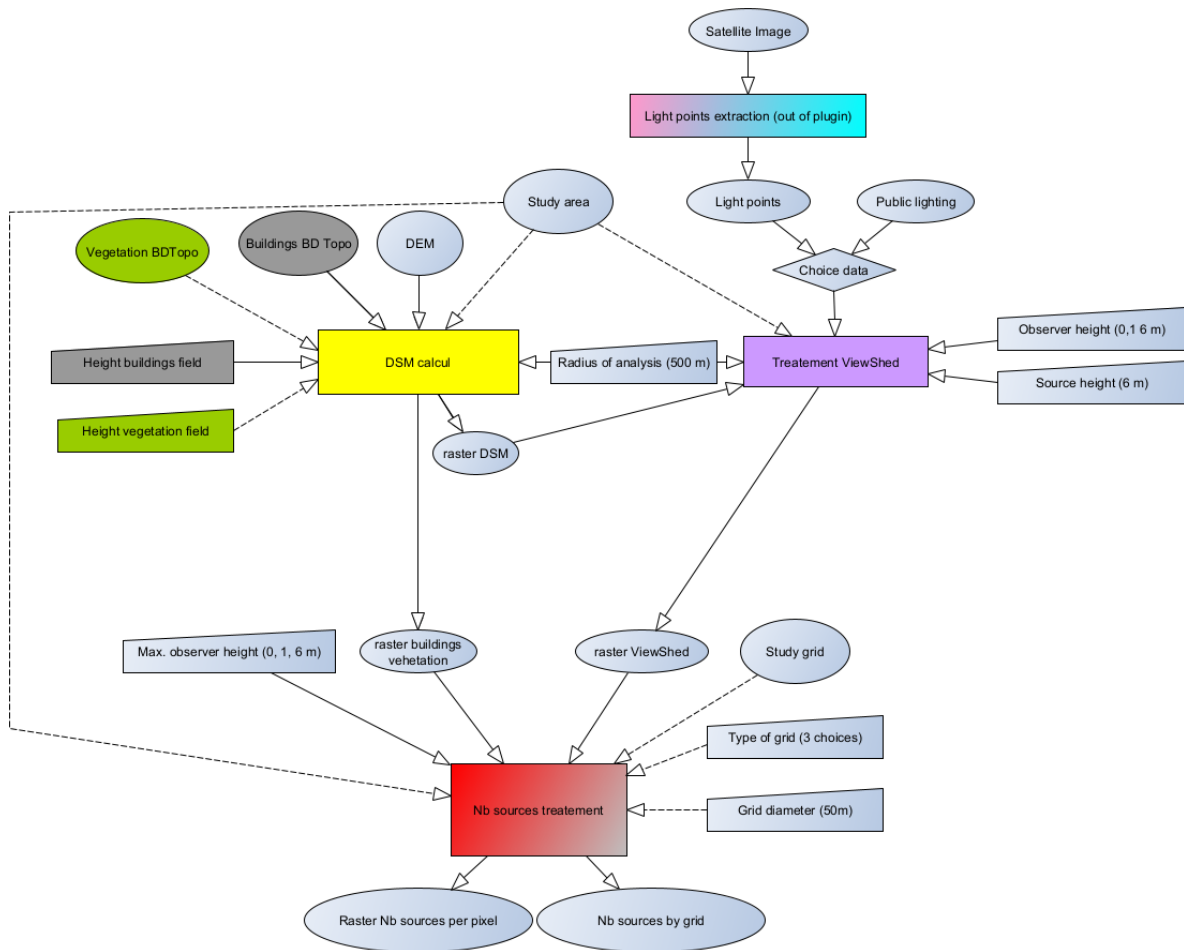 Satellite Image
Light points extraction (out of plugin)
Study area
Light points
Public lighting
Vegetation BDTopo
Buildings BD Topo
DEM
Choice data
Observer height (0,1 6 m)
Height buildings field
DSM calcul
Radius of analysis (500 m)
Treatement ViewShed
Source height (6 m)
Height vegetation field
raster DSM
Max. observer height (0, 1, 6 m)
raster buildings
vehetation
raster ViewShed
Study grid
Type of grid (3 choices)
Nb sources treatement
Grid diameter (50m)
Raster Nb sources per pixel
Nb sources by grid